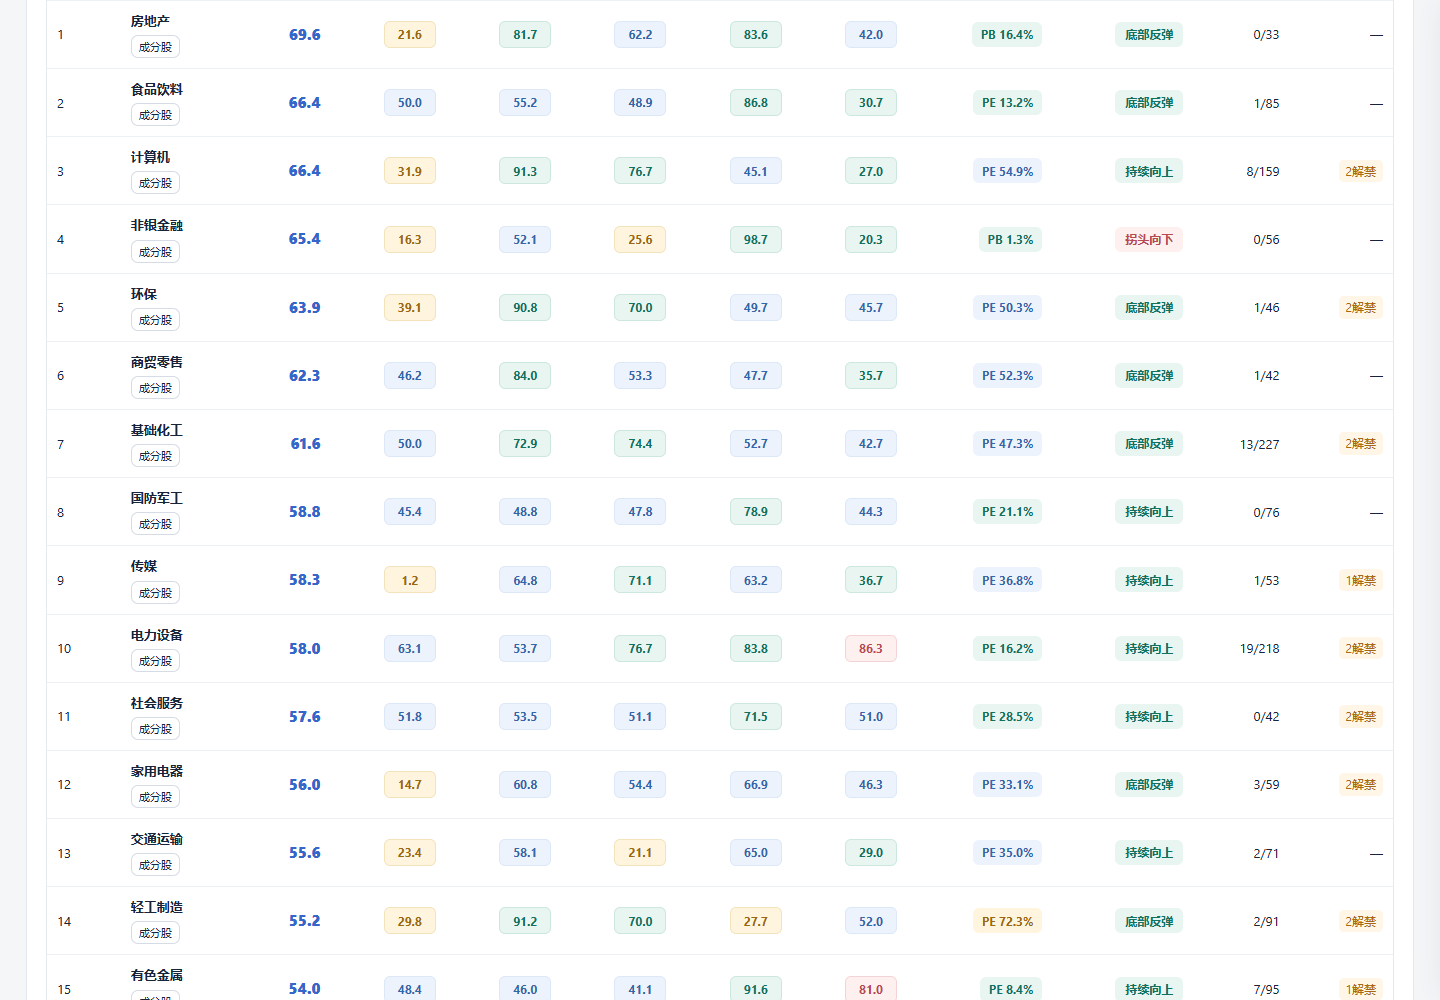 1 房地产 69.6 21.6 81.7 62.2 83.6 42.0 PB 16.4% 底部反弹 0/33 —
成分股
2 食品饮料 66.4 50.0 55.2 48.9 86.8 30.7 PE 13.2% 底部反弹 1/85 —
成分股
3 计算机 66.4 31.9 91.3 76.7 45.1 27.0 PE 54.9% 持续向上 8/159 2解禁
成分股
4 非银金融 65.4 16.3 52.1 25.6 98.7 20.3 PB 1.3% 拐头向下 0/56 —
成分股
5 环保 63.9 39.1 90.8 70.0 49.7 45.7 PE 50.3% 底部反弹 1/46 2解禁
成分股
6 商贸零售 62.3 46.2 84.0 53.3 47.7 35.7 PE 52.3% 底部反弹 1/42 —
成分股
7 基础化工 61.6 50.0 72.9 74.4 52.7 42.7 PE 47.3% 底部反弹 13/227 2解禁
成分股
8 国防军工 58.8 45.4 48.8 47.8 78.9 44.3 PE 21.1% 持续向上 0/76 —
成分股
9 传媒 58.3 1.2 64.8 71.1 63.2 36.7 PE 36.8% 持续向上 1/53 1解禁
成分股
10 电力设备 58.0 63.1 53.7 76.7 83.8 86.3 PE 16.2% 持续向上 19/218 2解禁
成分股
11 社会服务 57.6 51.8 53.5 51.1 71.5 51.0 PE 28.5% 持续向上 0/42 2解禁
成分股
12 家用电器 56.0 14.7 60.8 54.4 66.9 46.3 PE 33.1% 底部反弹 3/59 2解禁
成分股
13 交通运输 55.6 23.4 58.1 21.1 65.0 29.0 PE 35.0% 持续向上 2/71 —
成分股
14 轻工制造 55.2 29.8 91.2 70.0 27.7 52.0 PE 72.3% 底部反弹 2/91 2解禁
成分股
15 有色金属 54.0 48.4 46.0 41.1 91.6 81.0 PE 8.4% 持续向上 7/95 1解禁